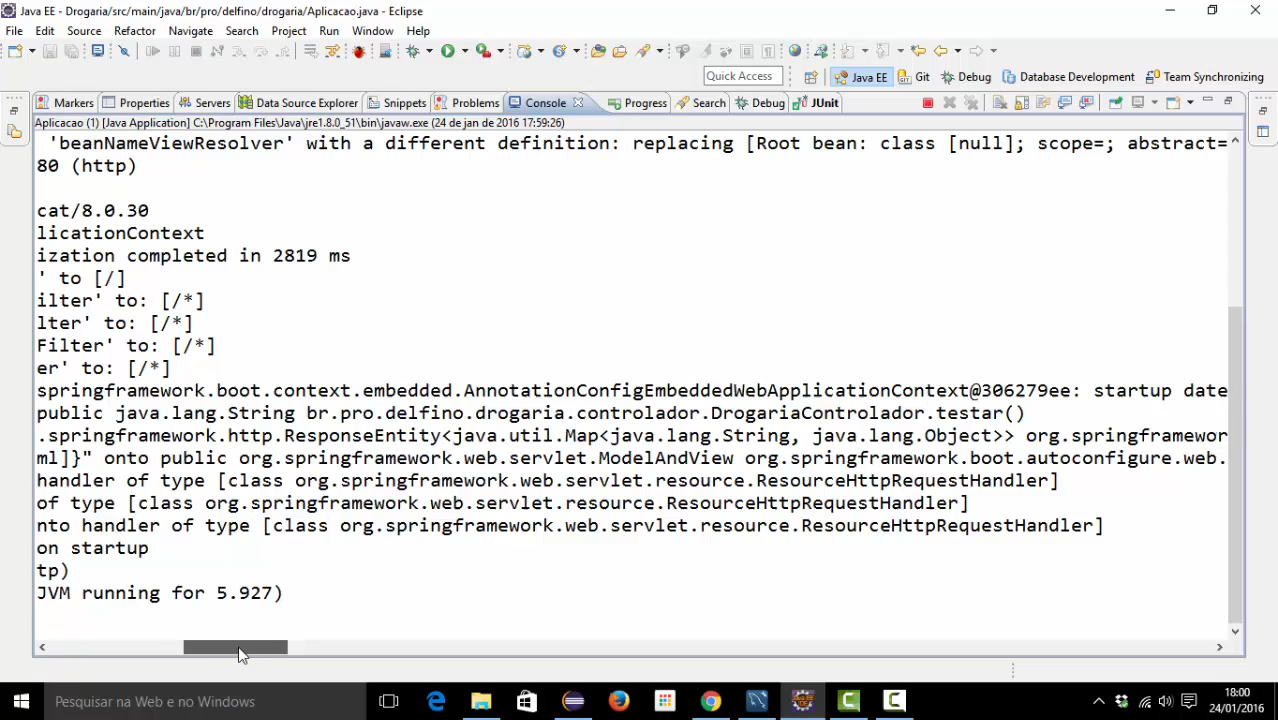 Java EE - Drogaria/src/main/java/br/pro/delfino/drogaria/Aplicacao.java - Eclipse
File Edit Source Refactor Navigate Search Project Run Window Help
Quick Access Java EE Git Debug Database Development Team Synchronizing
Markers Properties Servers Data Source Explorer Snippets Problems Console Progress Search Debug JUnit
Aplicacao (1) [Java Application] C:\Program Files\Java\jre1.8.0_51\bin\javaw.exe (24 de jan de 2016 17:59:26)
'beanNameViewResolver' with a different definition: replacing [Root bean: class [null]; scope=; abstract=
80 (http)
cat/8.0.30
licationContext
ization completed in 2819 ms
' to [/]
ilter' to: [/*]
lter' to: [/*]
Filter' to: [/*]
er' to: [/*]
springframework.boot.context.embedded.AnnotationConfigEmbeddedWebApplicationContext@306279ee: startup date
public java.lang.String br.pro.delfino.drogaria.controlador.DrogariaControlador.testar()
.springframework.http.ResponseEntity<java.util.Map<java.lang.String, java.lang.Object>> org.springframewor
ml]}" onto public org.springframework.web.servlet.ModelAndView org.springframework.boot.autoconfigure.web.
handler of type [class org.springframework.web.servlet.resource.ResourceHttpRequestHandler]
of type [class org.springframework.web.servlet.resource.ResourceHttpRequestHandler]
nto handler of type [class org.springframework.web.servlet.resource.ResourceHttpRequestHandler]
on startup
tp)
JVM running for 5.927)
Pesquisar na Web e no Windows
18:00
24/01/2016